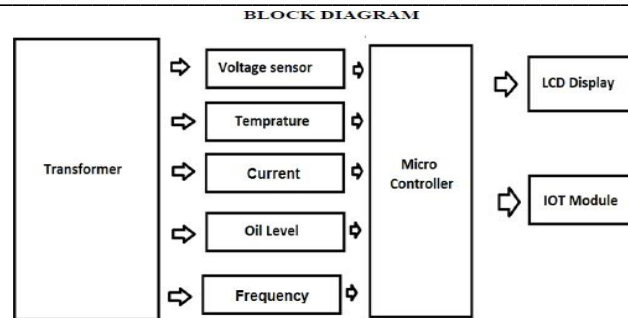 BLOCK DIAGRAM
Transformer
Voltage sensor
Temprature
Current
Oil Level
Frequency
Micro
Controller
LCD Display
IOT Module